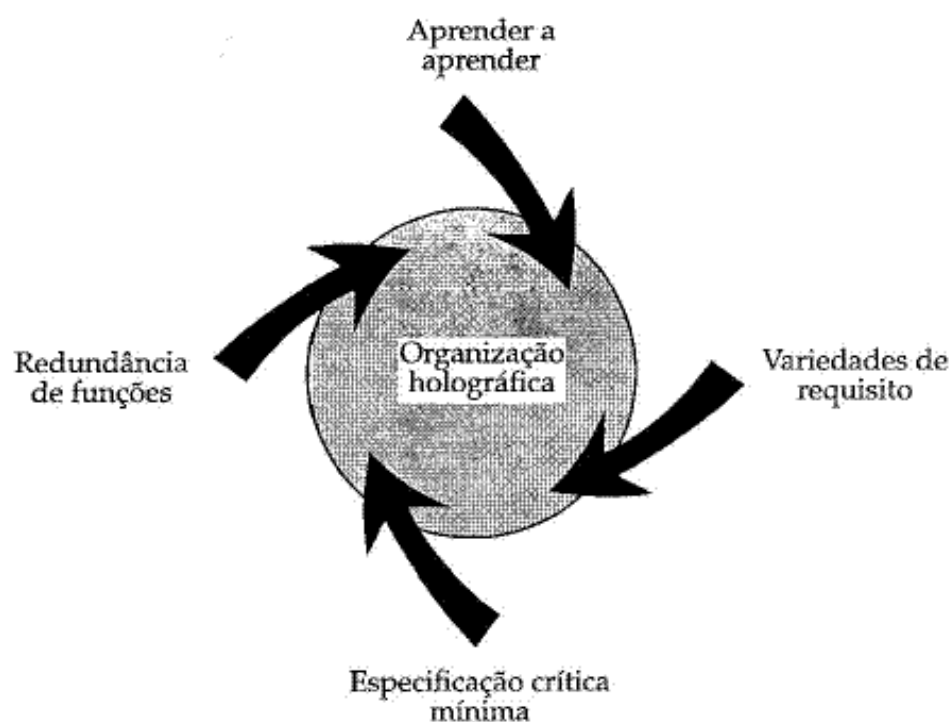 Aprender a
aprender
Redundância
de funções
Organização
holográfica
Variedades de
requisito
Especificação crítica
mínima